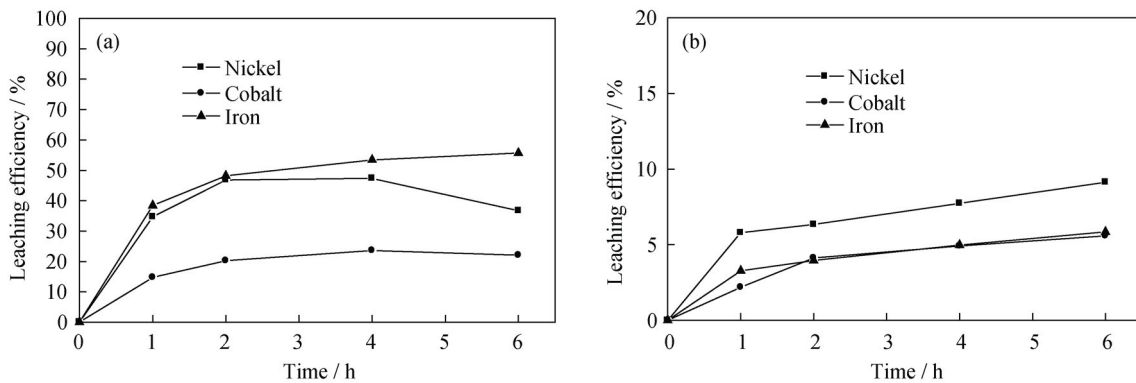 (a)
Nickel
Cobalt
Iron
100
90
80
70
60
50
40
30
20
10
0
Leaching efficiency / %
0 1 2 3 4 5 6
Time / h
(b)
Nickel
Cobalt
Iron
20
15
10
5
0
Leaching efficiency / %
0 1 2 3 4 5 6
Time / h